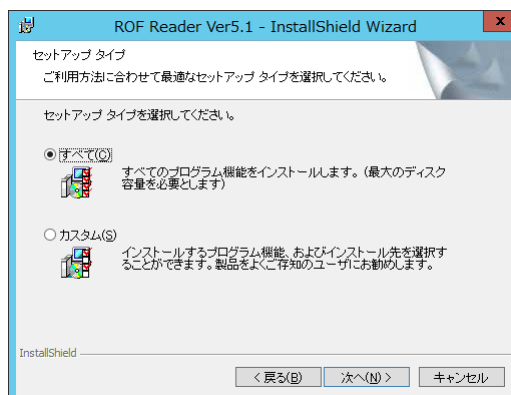 ROF Reader Ver5.1 - InstallShield Wizard
x
セットアップ タイプ
ご利用方法に合わせて最適なセットアップ タイプを選択してください。
セットアップ タイプを選択してください。
すべて(C)
すべてのプログラム機能をインストールします。(最大のディスク
容量を必要とします)
カスタム(S)
インストールするプログラム機能、およびインストール先を選択す
ることができます。製品をよくご存知のユーザにお勧めします。
InstallShield
< 戻る(B) 次へ(N) > キャンセル